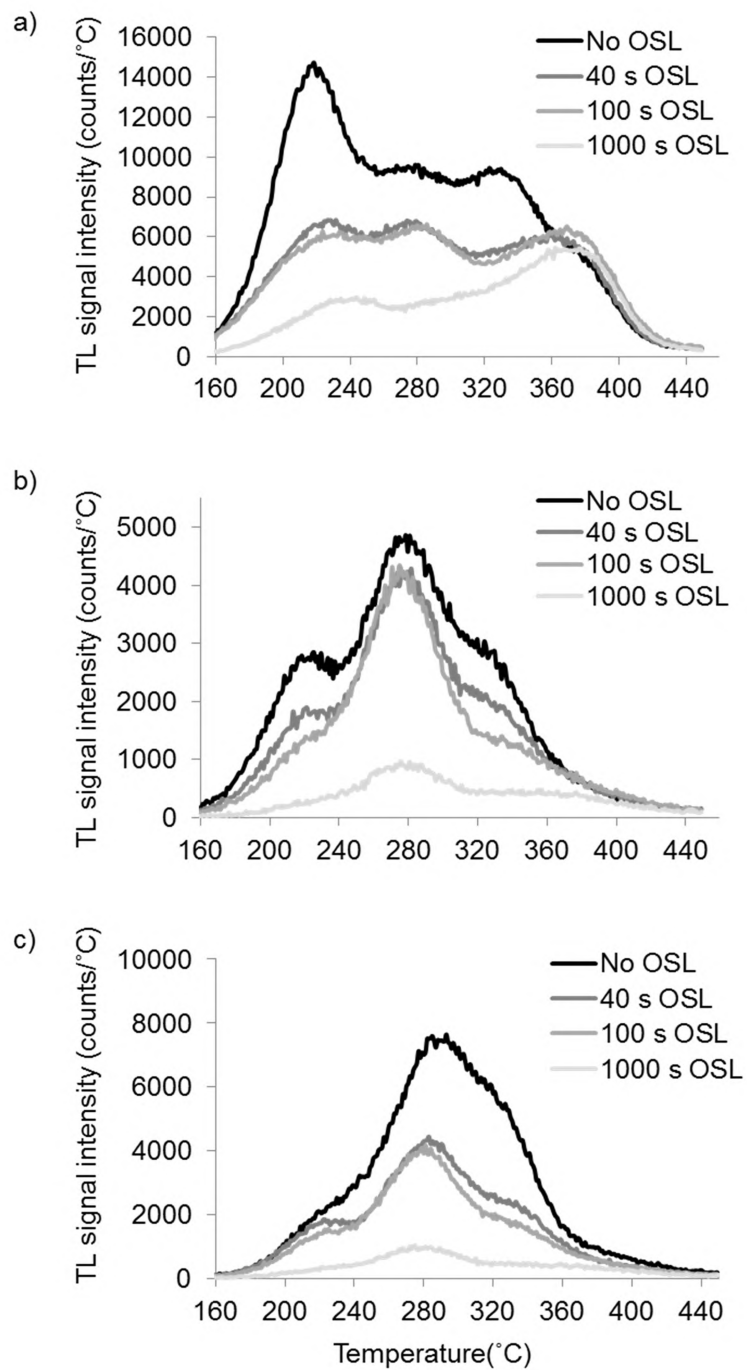 a)
TL signal intensity (counts/˚C)
16000
14000
12000
10000
8000
6000
4000
2000
0
160 200 240 280 320 360 400 440
No OSL
40 s OSL
100 s OSL
1000 s OSL
b)
TL signal intensity (counts/˚C)
5000
4000
3000
2000
1000
0
160 200 240 280 320 360 400 440
No OSL
40 s OSL
100 s OSL
1000 s OSL
c)
TL signal intensity (counts/˚C)
10000
8000
6000
4000
2000
0
160 200 240 280 320 360 400 440
No OSL
40 s OSL
100 s OSL
1000 s OSL
Temperature(˚C)